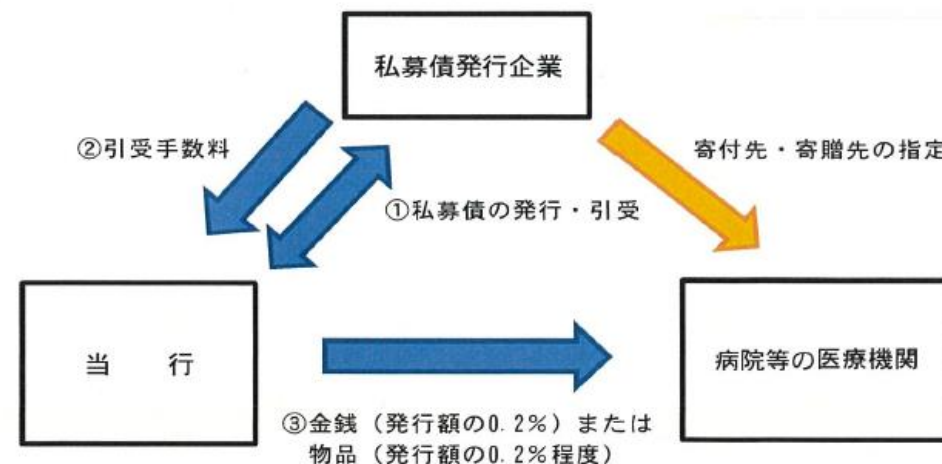 私募債発行企業
②引受手数料
寄付先・寄贈先の指定
①私募債の発行・引受
当　　行
病院等の医療機関
③金銭（発行額の0.2％）または
物品（発行額の0.2％程度）